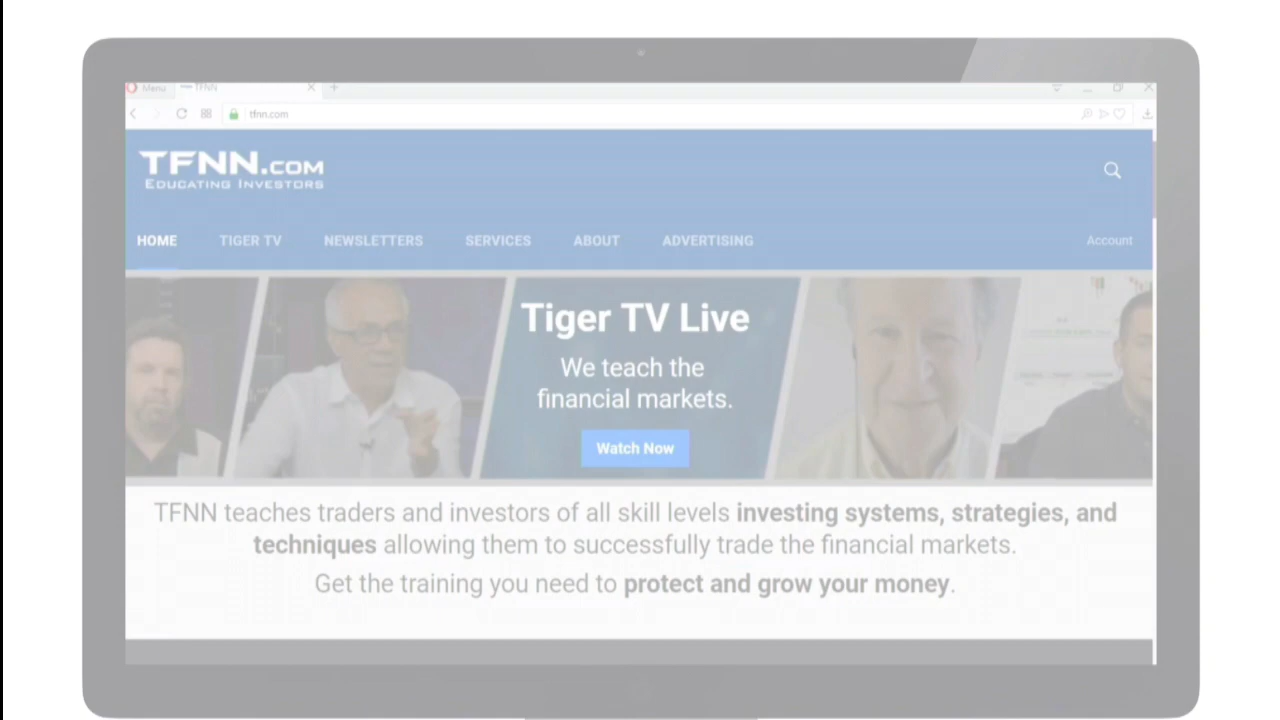 Menu TFNN
tfnn.com
TFNN.COM
EDUCATING INVESTORS
HOME TIGER TV NEWSLETTERS SERVICES ABOUT ADVERTISING Account
Tiger TV Live
We teach the
financial markets.
Watch Now
TFNN teaches traders and investors of all skill levels investing systems, strategies, and
techniques allowing them to successfully trade the financial markets.
Get the training you need to protect and grow your money.